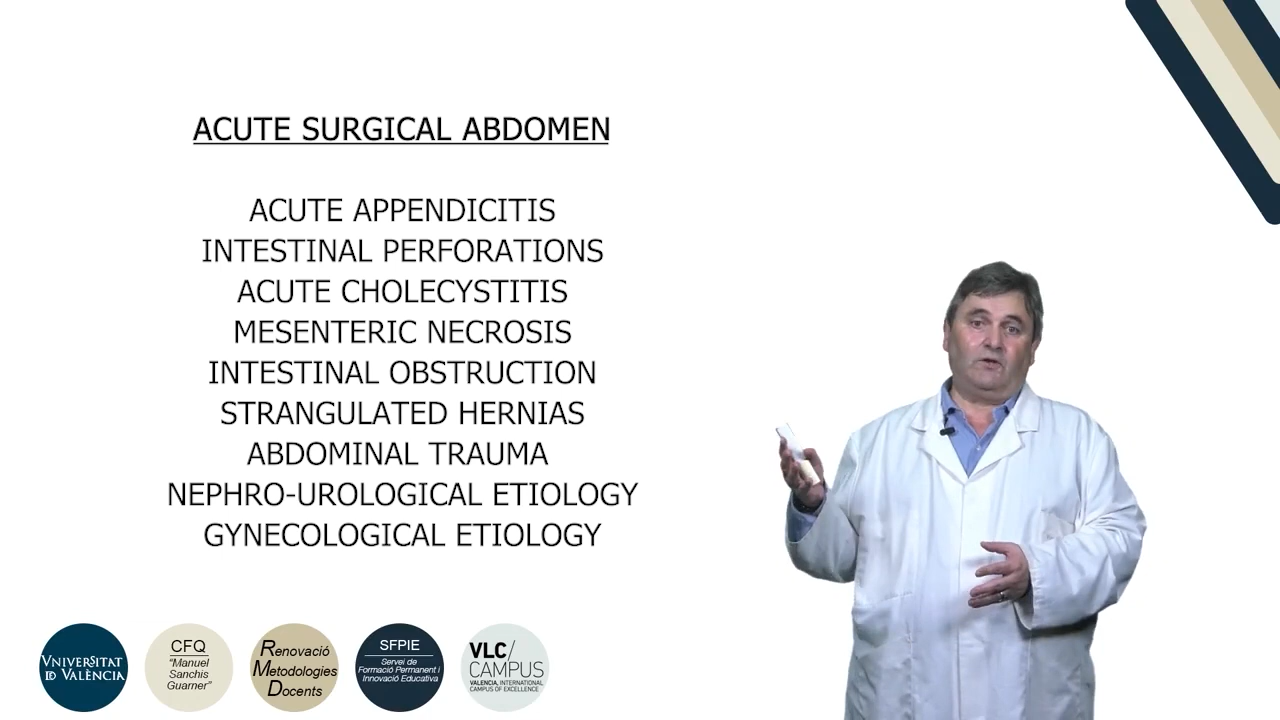 ACUTE SURGICAL ABDOMEN
ACUTE APPENDICITIS
INTESTINAL PERFORATIONS
ACUTE CHOLECYSTITIS
MESENTERIC NECROSIS
INTESTINAL OBSTRUCTION
STRANGULATED HERNIAS
ABDOMINAL TRAUMA
NEPHRO-UROLOGICAL ETIOLOGY
GYNECOLOGICAL ETIOLOGY
VNIVERSITAT
ID VALÈNCIA
CFQ
"Manuel
Sanchis
Guarner"
Renovació
Metodologies
Docents
SFPIE
Servei de
Formació Permanent i
Innovació Educativa
VLC/
CAMPUS
VALENCIA, INTERNATIONAL
CAMPUS OF EXCELLENCE